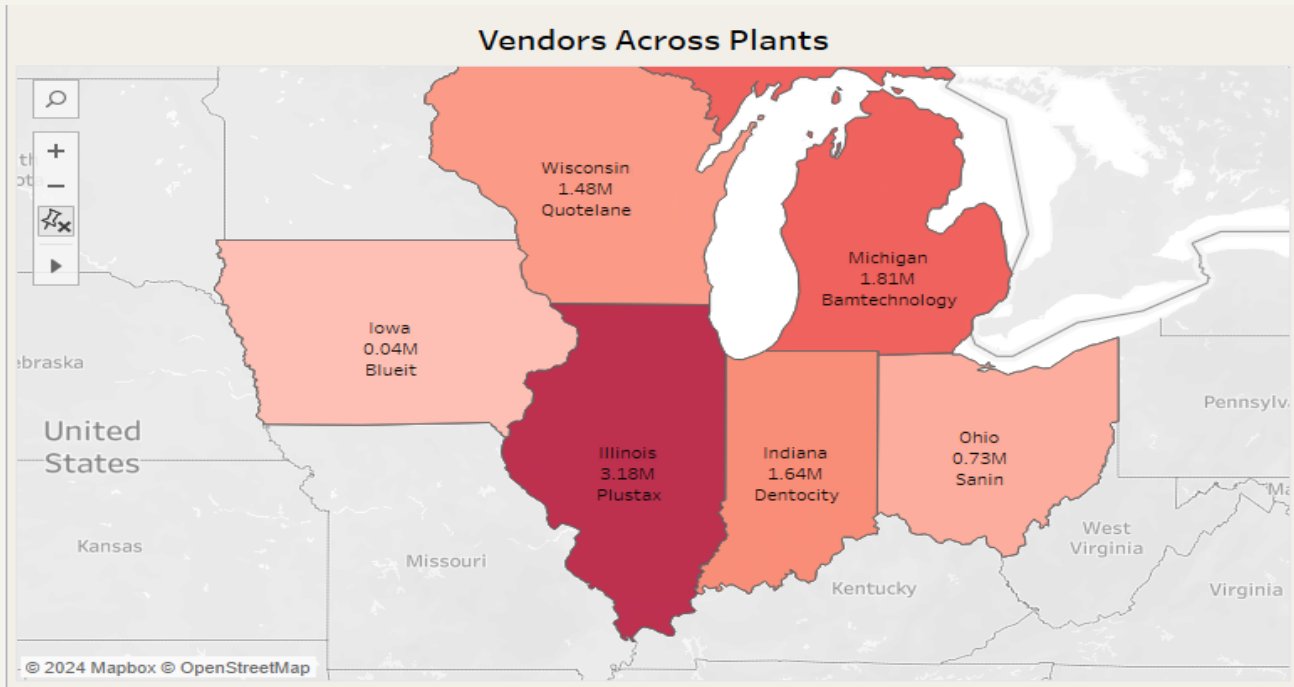 Vendors Across Plants
Wisconsin
1.48M
Quotelane
Michigan
1.81M
Bamtechnology
Iowa
0.04M
Blueit
ebraska
United
States
Illinois
3.18M
Plustax
Indiana
1.64M
Dentocity
Ohio
0.73M
Sanin
Pennsylv
West
Virginia
Kansas
Missouri
Kentucky
Virginia
© 2024 Mapbox © OpenStreetMap